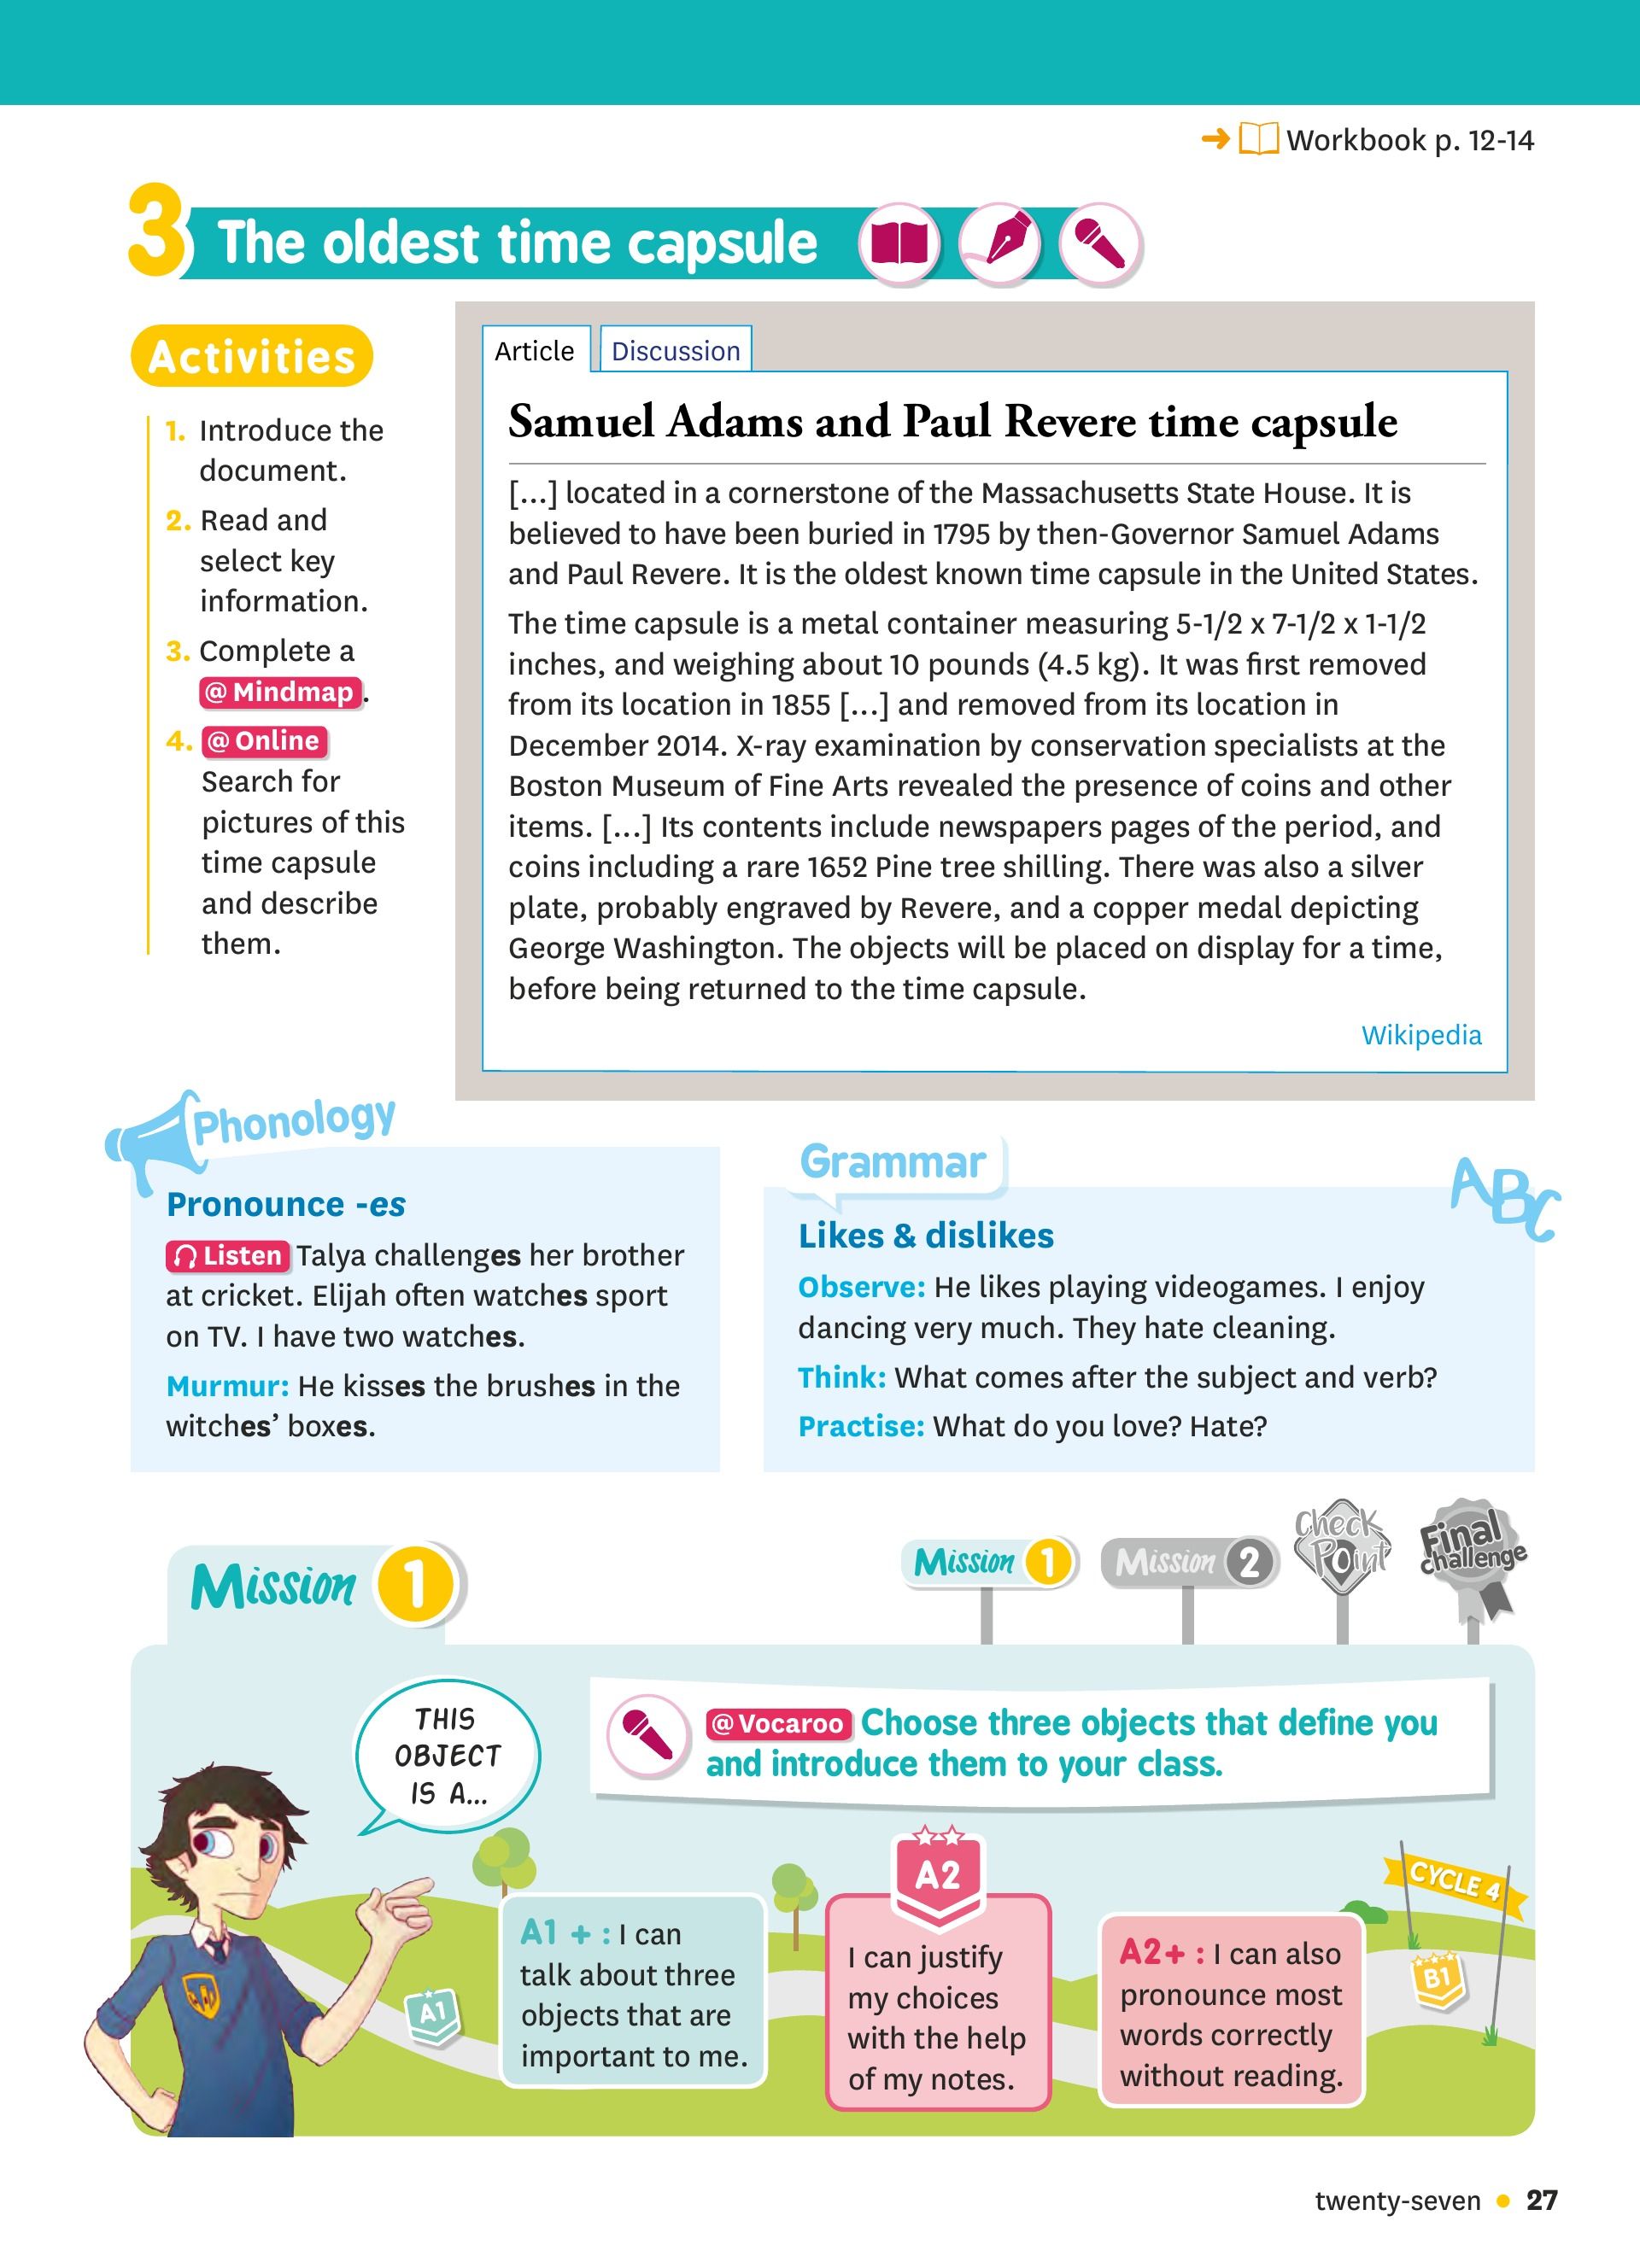 Workbook p. 12-14
3 The oldest time capsule
Activities
1. Introduce the
document.
2. Read and
select key
information.
3. Complete a
@ Mindmap.
4. @ Online
Search for
pictures of this
time capsule
and describe
them.
Article
Discussion
Samuel Adams and Paul Revere time capsule
[...] located in a cornerstone of the Massachusetts State House. It is
believed to have been buried in 1795 by then-Governor Samuel Adams
and Paul Revere. It is the oldest known time capsule in the United States.
The time capsule is a metal container measuring 5-1/2 x 7-1/2 x 1-1/2
inches, and weighing about 10 pounds (4.5 kg). It was first removed
from its location in 1855 [...] and removed from its location in
December 2014. X-ray examination by conservation specialists at the
Boston Museum of Fine Arts revealed the presence of coins and other
items. [...] Its contents include newspapers pages of the period, and
coins including a rare 1652 Pine tree shilling. There was also a silver
plate, probably engraved by Revere, and a copper medal depicting
George Washington. The objects will be placed on display for a time,
before being returned to the time capsule.
Wikipedia
Phonology
Pronounce -es
Listen Talya challenges her brother
at cricket. Elijah often watches sport
on TV. I have two watches.
Murmur: He kisses the brushes in the
witches' boxes.
Grammar
ABC
Likes & dislikes
Observe: He likes playing videogames. I enjoy
dancing very much. They hate cleaning.
Think: What comes after the subject and verb?
Practise: What do you love? Hate?
Mission 1
Mission 1
Mission 2
Check
Point
Final
challenge
THIS
OBJECT
IS A...
@ Vocaroo Choose three objects that define you
and introduce them to your class.
A1
A1 + : I can
talk about three
objects that are
important to me.
A2
I can justify
my choices
with the help
of my notes.
A2+ : I can also
pronounce most
words correctly
without reading.
CYCLE 4
B1
twenty-seven • 27